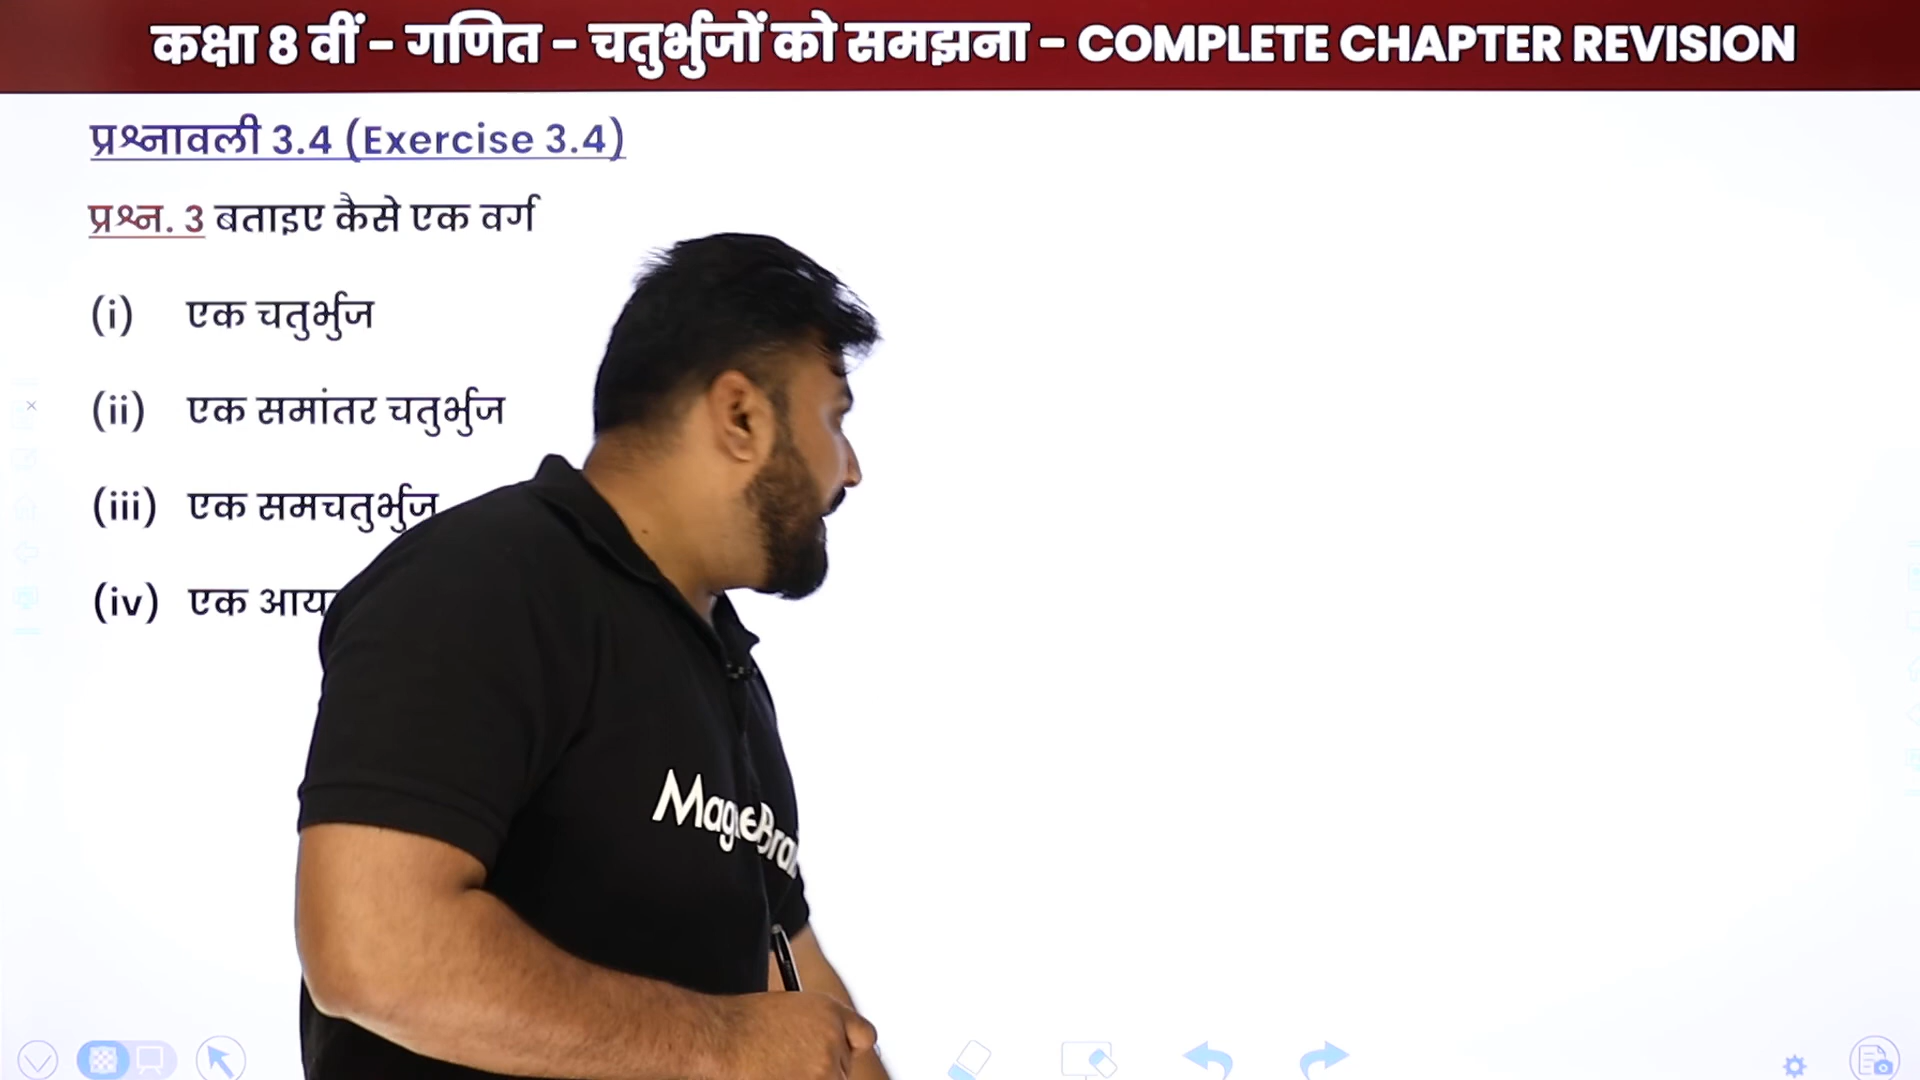 कक्षा 8 वीं - गणित - चतुर्भुजों को समझना - COMPLETE CHAPTER REVISION
प्रश्नावली 3.4 (Exercise 3.4)
प्रश्न. 3 बताइए कैसे एक वर्ग
(i) एक चतुर्भुज
(ii) एक समांतर चतुर्भुज
(iii) एक समचतुर्भुज
(iv) एक